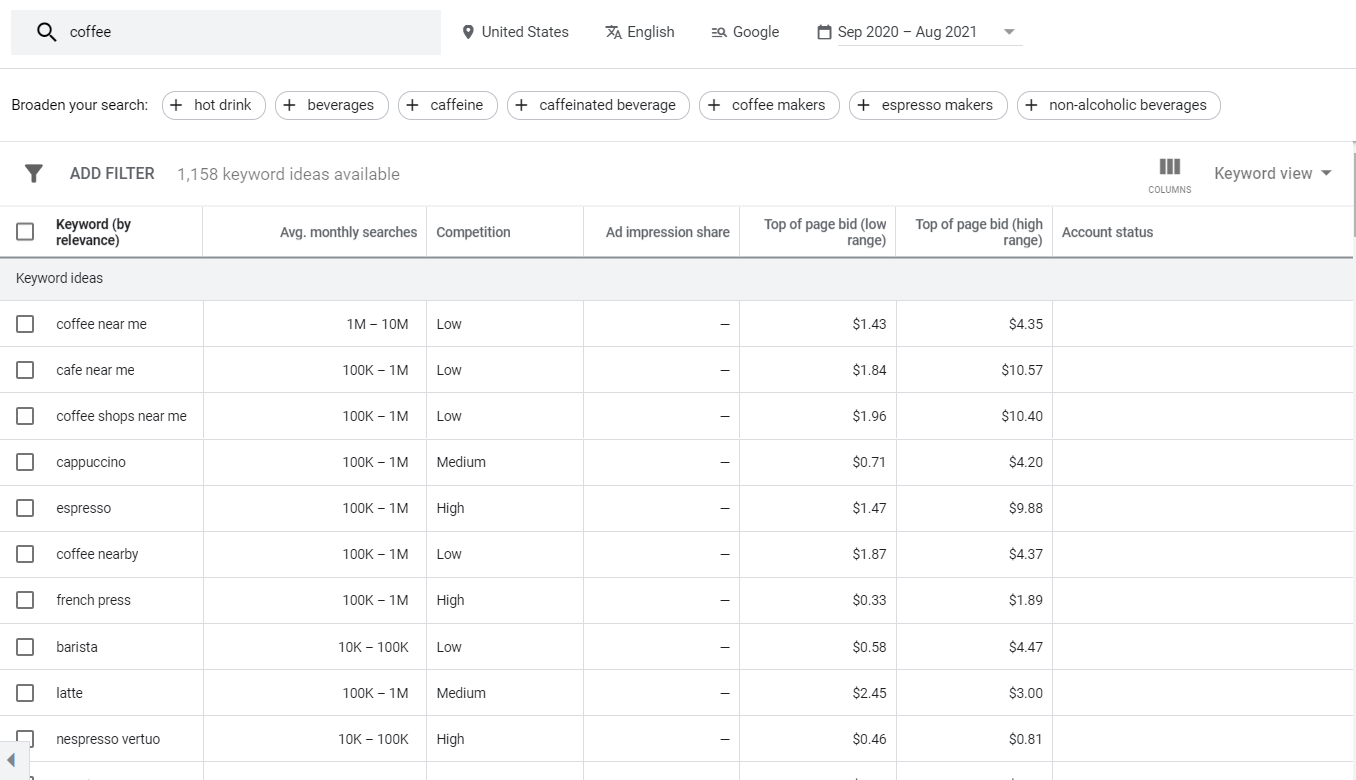 coffee United States English Google Sep 2020 – Aug 2021
Broaden your search: hot drink beverages caffeine caffeinated beverage coffee makers espresso makers non-alcoholic beverages
ADD FILTER 1,158 keyword ideas available COLUMNS Keyword view
Keyword (by relevance) Avg. monthly searches Competition Ad impression share Top of page bid (low range) Top of page bid (high range) Account status
Keyword ideas
coffee near me 1M – 10M Low – $1.43 $4.35
cafe near me 100K – 1M Low – $1.84 $10.57
coffee shops near me 100K – 1M Low – $1.96 $10.40
cappuccino 100K – 1M Medium – $0.71 $4.20
espresso 100K – 1M High – $1.47 $9.88
coffee nearby 100K – 1M Low – $1.87 $4.37
french press 100K – 1M High – $0.33 $1.89
barista 10K – 100K Low – $0.58 $4.47
latte 100K – 1M Medium – $2.45 $3.00
nespresso vertuo 10K – 100K High – $0.46 $0.81